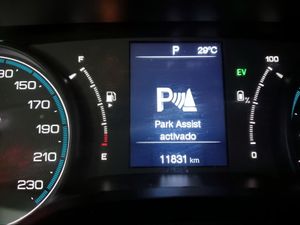 P 29°C
F
EV
100
130
150
170
190
210
230
P
%
Park Assist
activado
E
0
11831 km